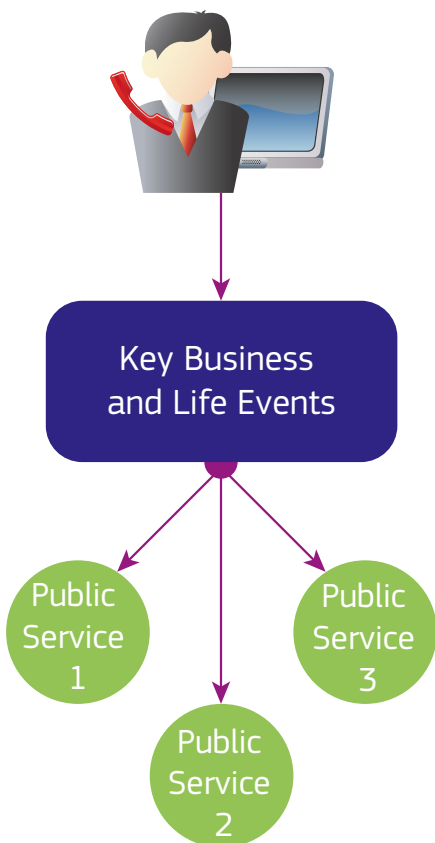 Key Business
and Life Events
Public
Service
1
Public
Service
3
Public
Service
2